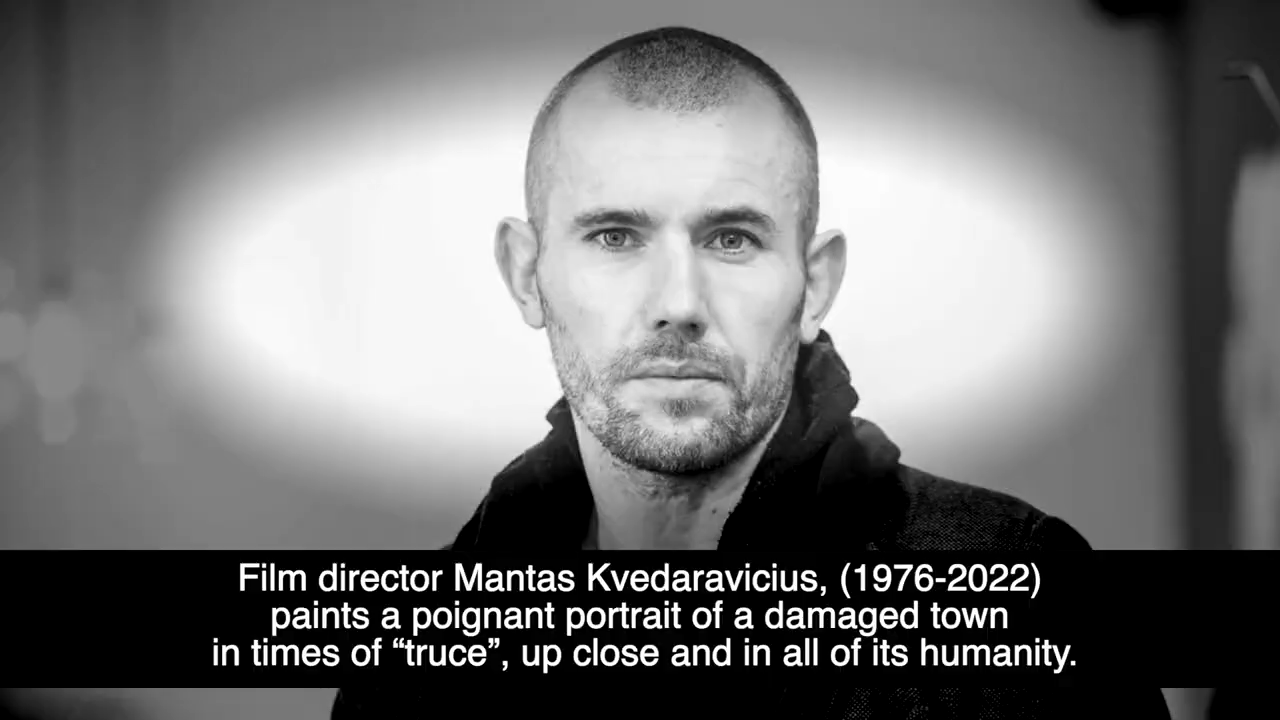 Film director Mantas Kvedaravicius, (1976-2022)
paints a poignant portrait of a damaged town
in times of “truce”, up close and in all of its humanity.